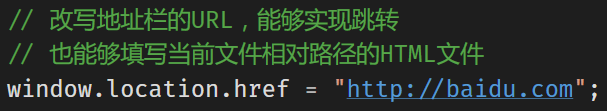 // 改写地址栏的URL，能够实现跳转
// 也能够填写当前文件相对路径的HTML文件
window.location.href = "http://baidu.com";